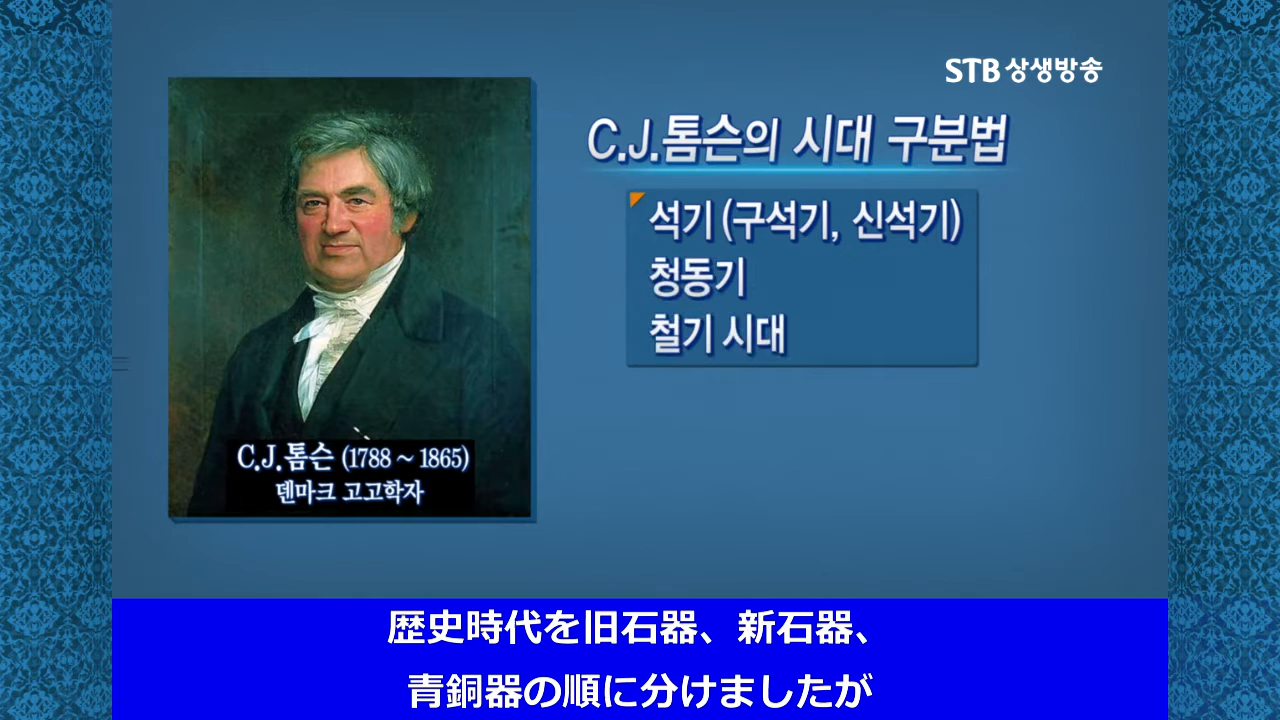 STB 상생방송
C.J.톰슨의 시대 구분법
석기 (구석기, 신석기)
청동기
철기 시대
C.J.톰슨 (1788 ~ 1865)
덴마크 고고학자
歴史時代を旧石器、新石器、
青銅器の順に分けましたが